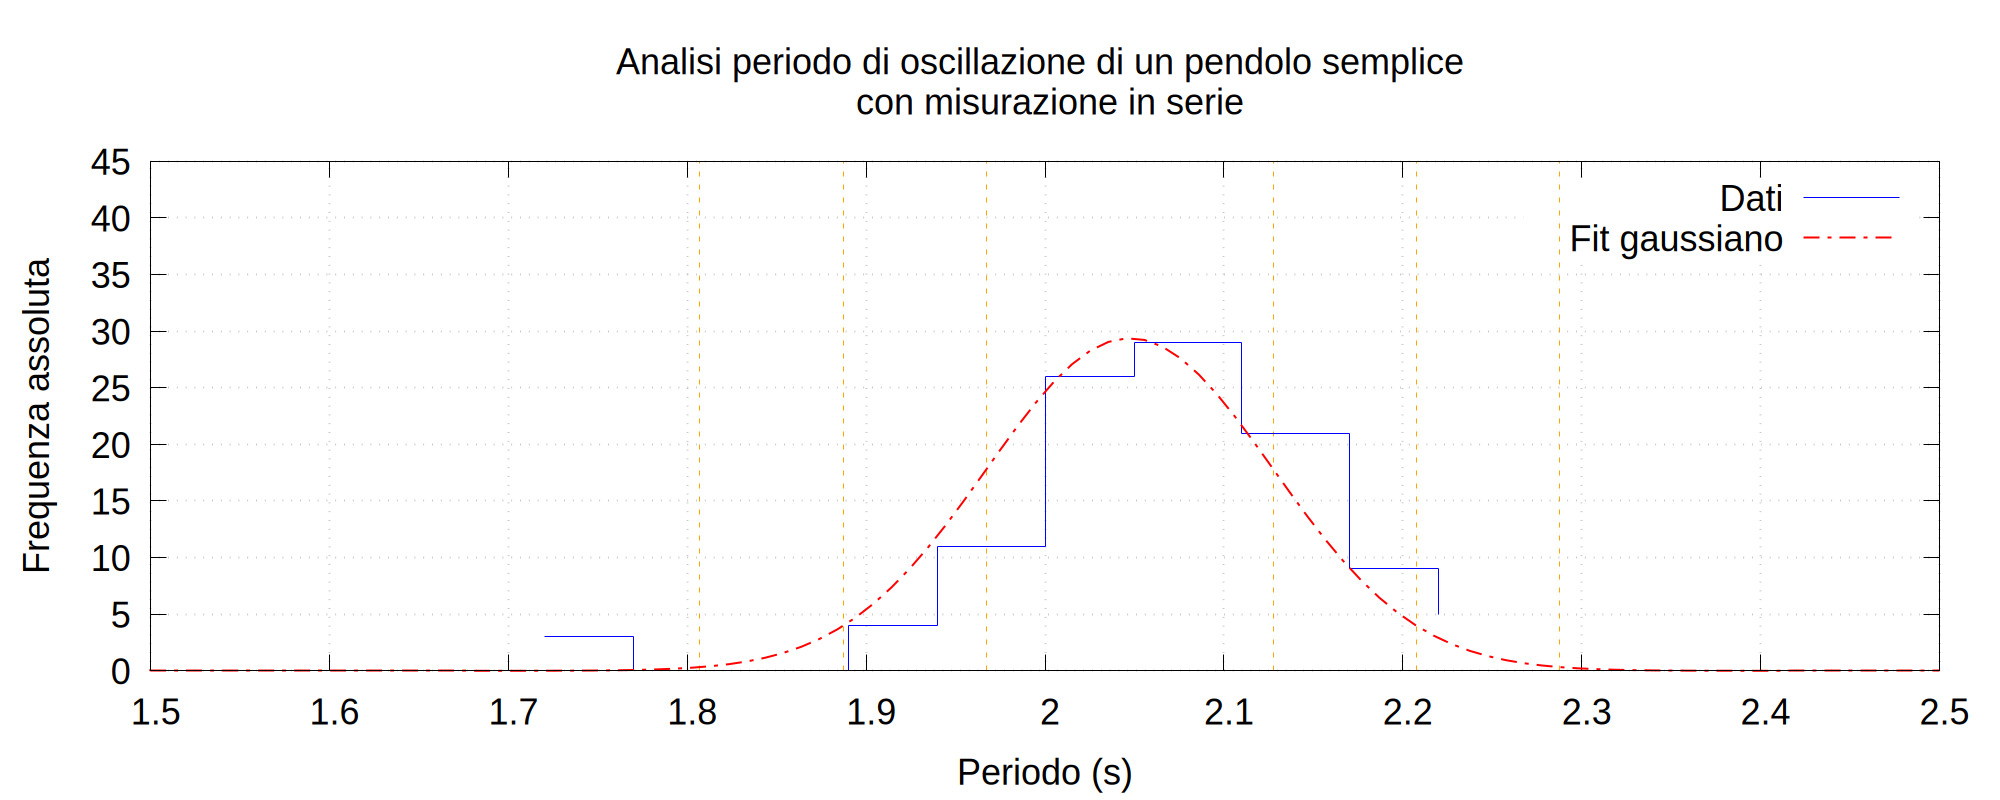 Analisi periodo di oscillazione di un pendolo semplice
con misurazione in serie
Dati
Fit gaussiano
Frequenza assoluta
45
40
35
30
25
20
15
10
5
0
1.5 1.6 1.7 1.8 1.9 2 2.1 2.2 2.3 2.4 2.5
Periodo (s)